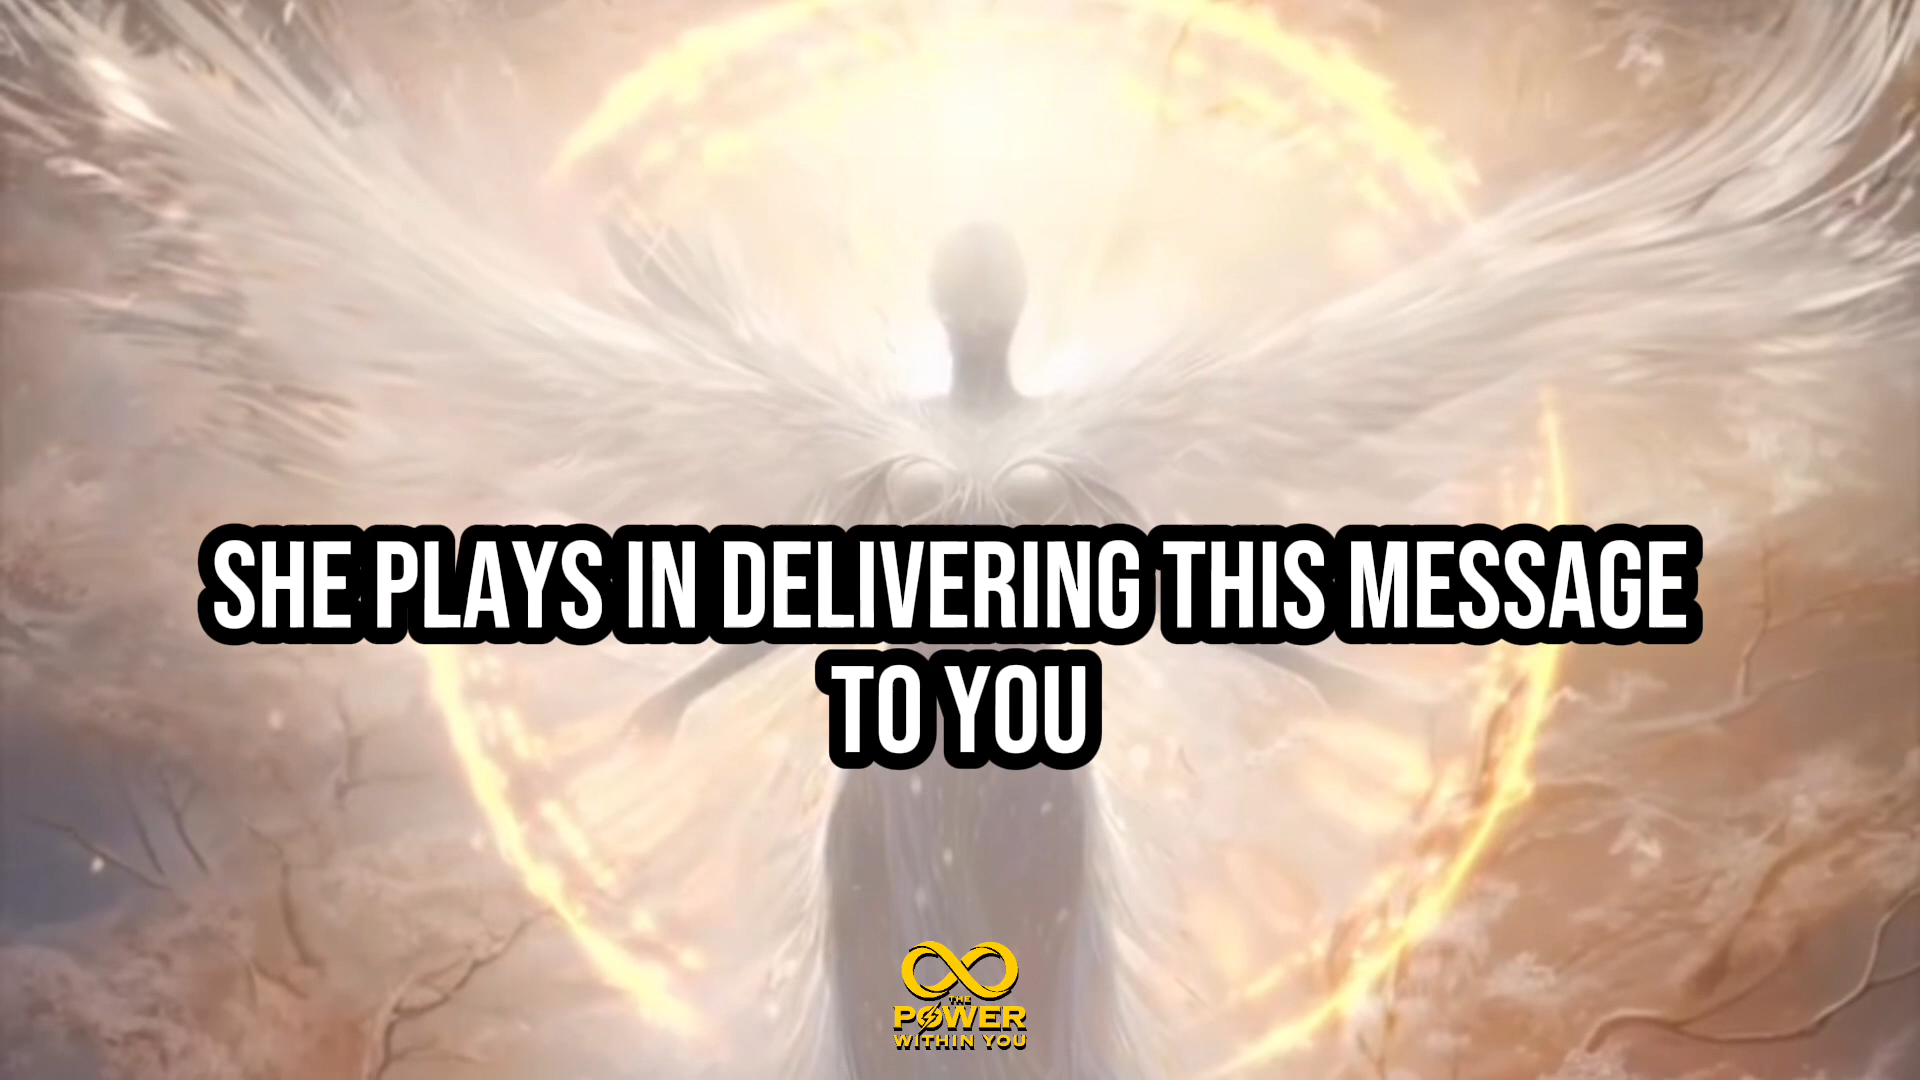 SHE PLAYS IN DELIVERING THIS MESSAGE
TO YOU
THE
POWER
WITHIN YOU